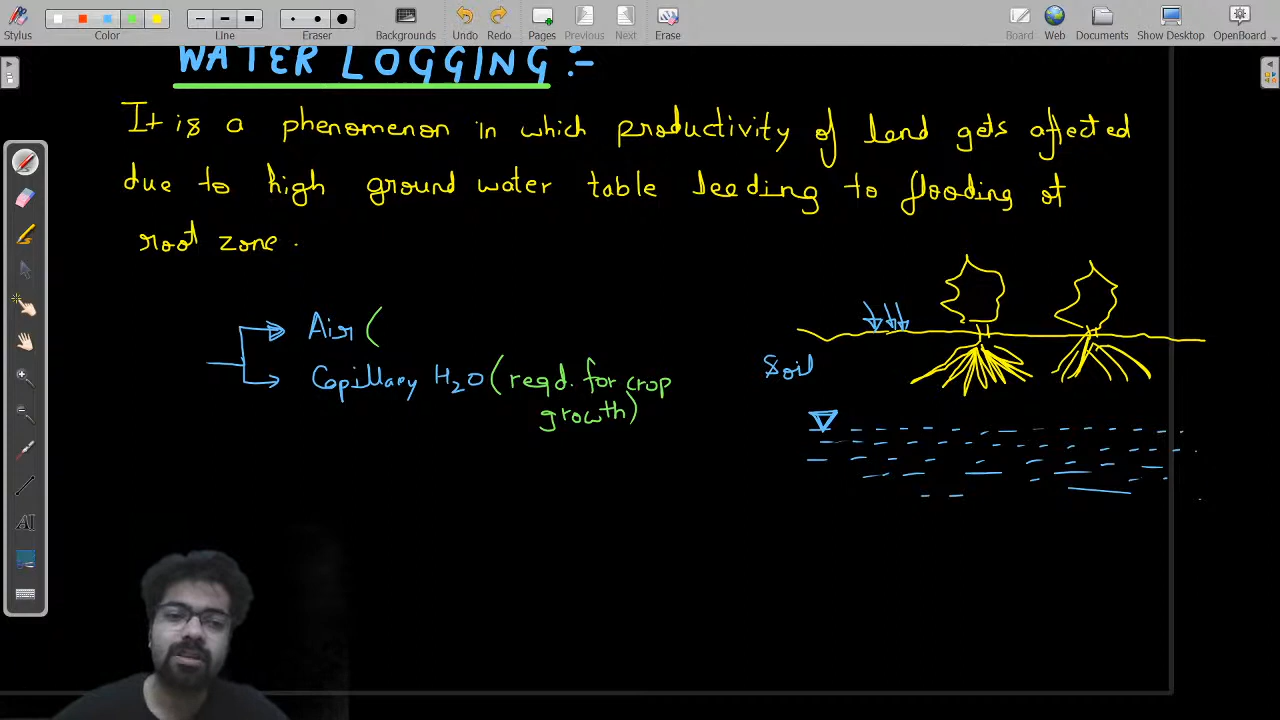 Stylus
Color
Line
Eraser
Backgrounds
Undo
Redo
Pages
Previous
Next
Erase
Board
Web
Documents
Show Desktop
OpenBoard
WATER LOGGING :-
It is a phenomenon in which productivity of land gets affected
due to high ground water table leeding to flooding of
root zone.
Air (
Capillary H2O (reqd. for crop
growth)
Soil